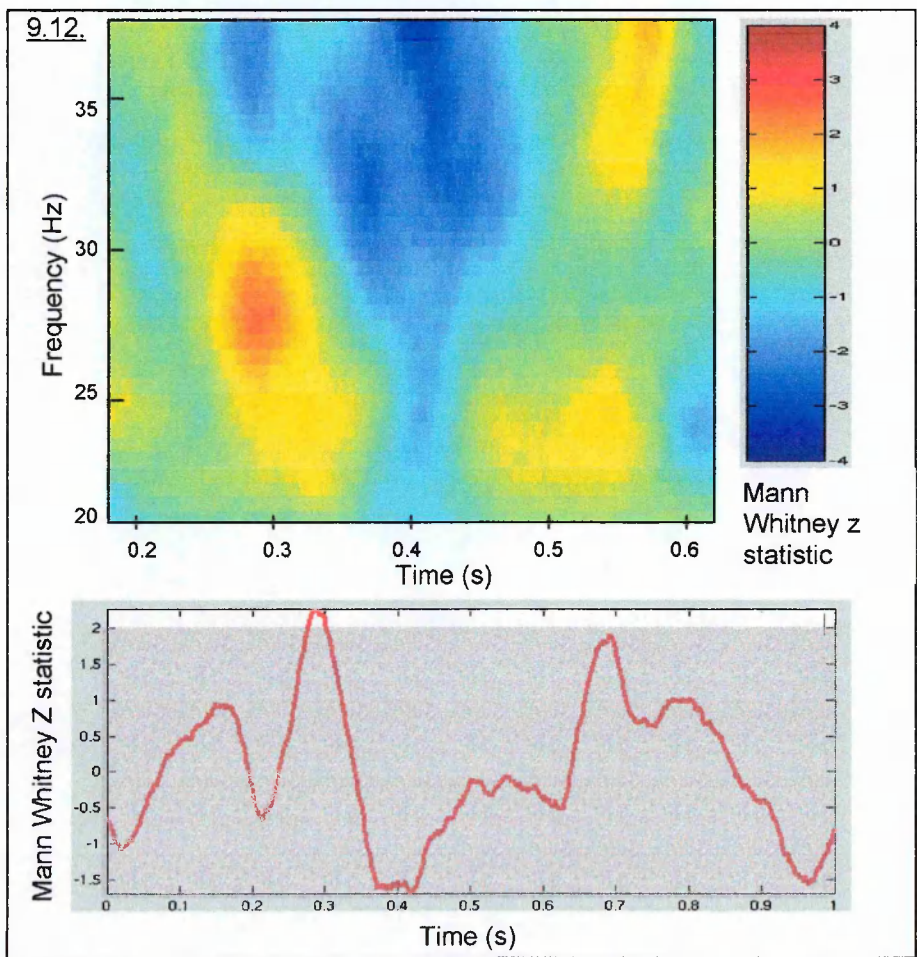 9.12.
Frequency (Hz)
35
30
25
20
0.2 0.3 0.4 0.5 0.6
Time (s)
4
3
2
1
0
-1
-2
-3
-4
Mann
Whitney z
statistic
Mann Whitney Z statistic
2
1.5
1
0.5
0
-0.5
-1
-1.5
0 0.1 0.2 0.3 0.4 0.5 0.6 0.7 0.8 0.9 1
Time (s)